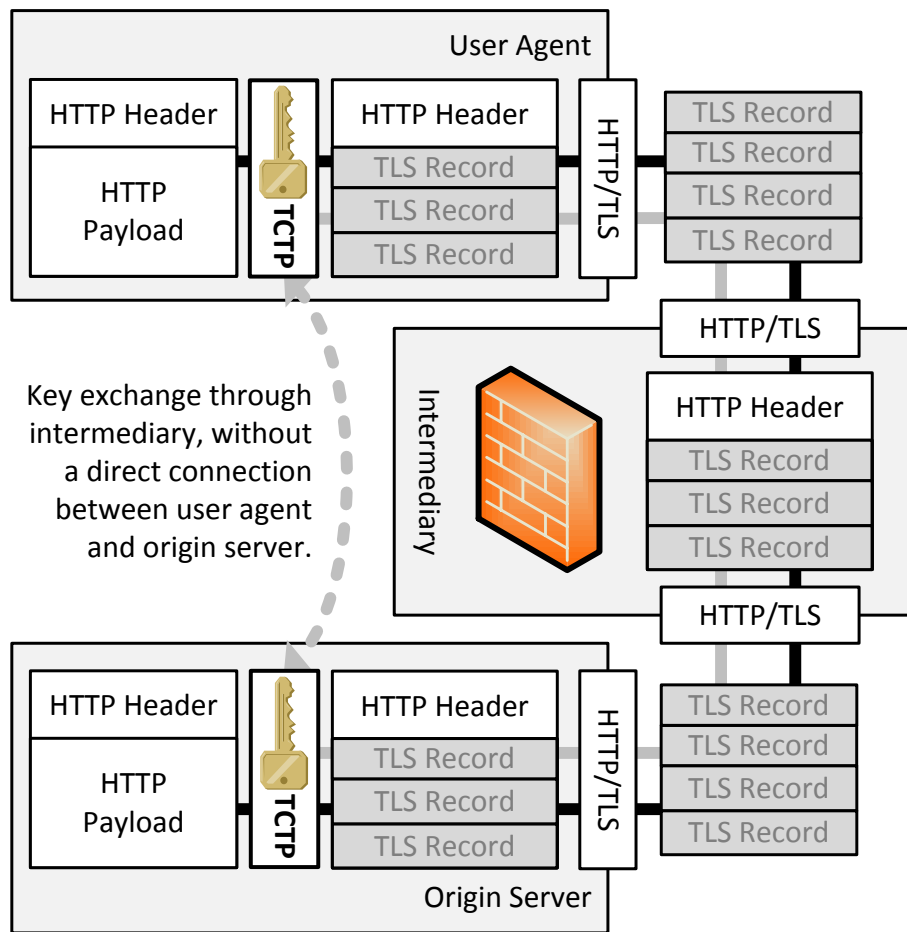 User Agent
HTTP Header
HTTP
Payload
TCTP
HTTP Header
TLS Record
TLS Record
TLS Record
HTTP/TLS
TLS Record
TLS Record
TLS Record
TLS Record
HTTP/TLS
Key exchange through
intermediary, without
a direct connection
between user agent
and origin server.
Intermediary
HTTP Header
TLS Record
TLS Record
TLS Record
HTTP/TLS
HTTP Header
HTTP
Payload
TCTP
HTTP Header
TLS Record
TLS Record
TLS Record
HTTP/TLS
TLS Record
TLS Record
TLS Record
TLS Record
Origin Server